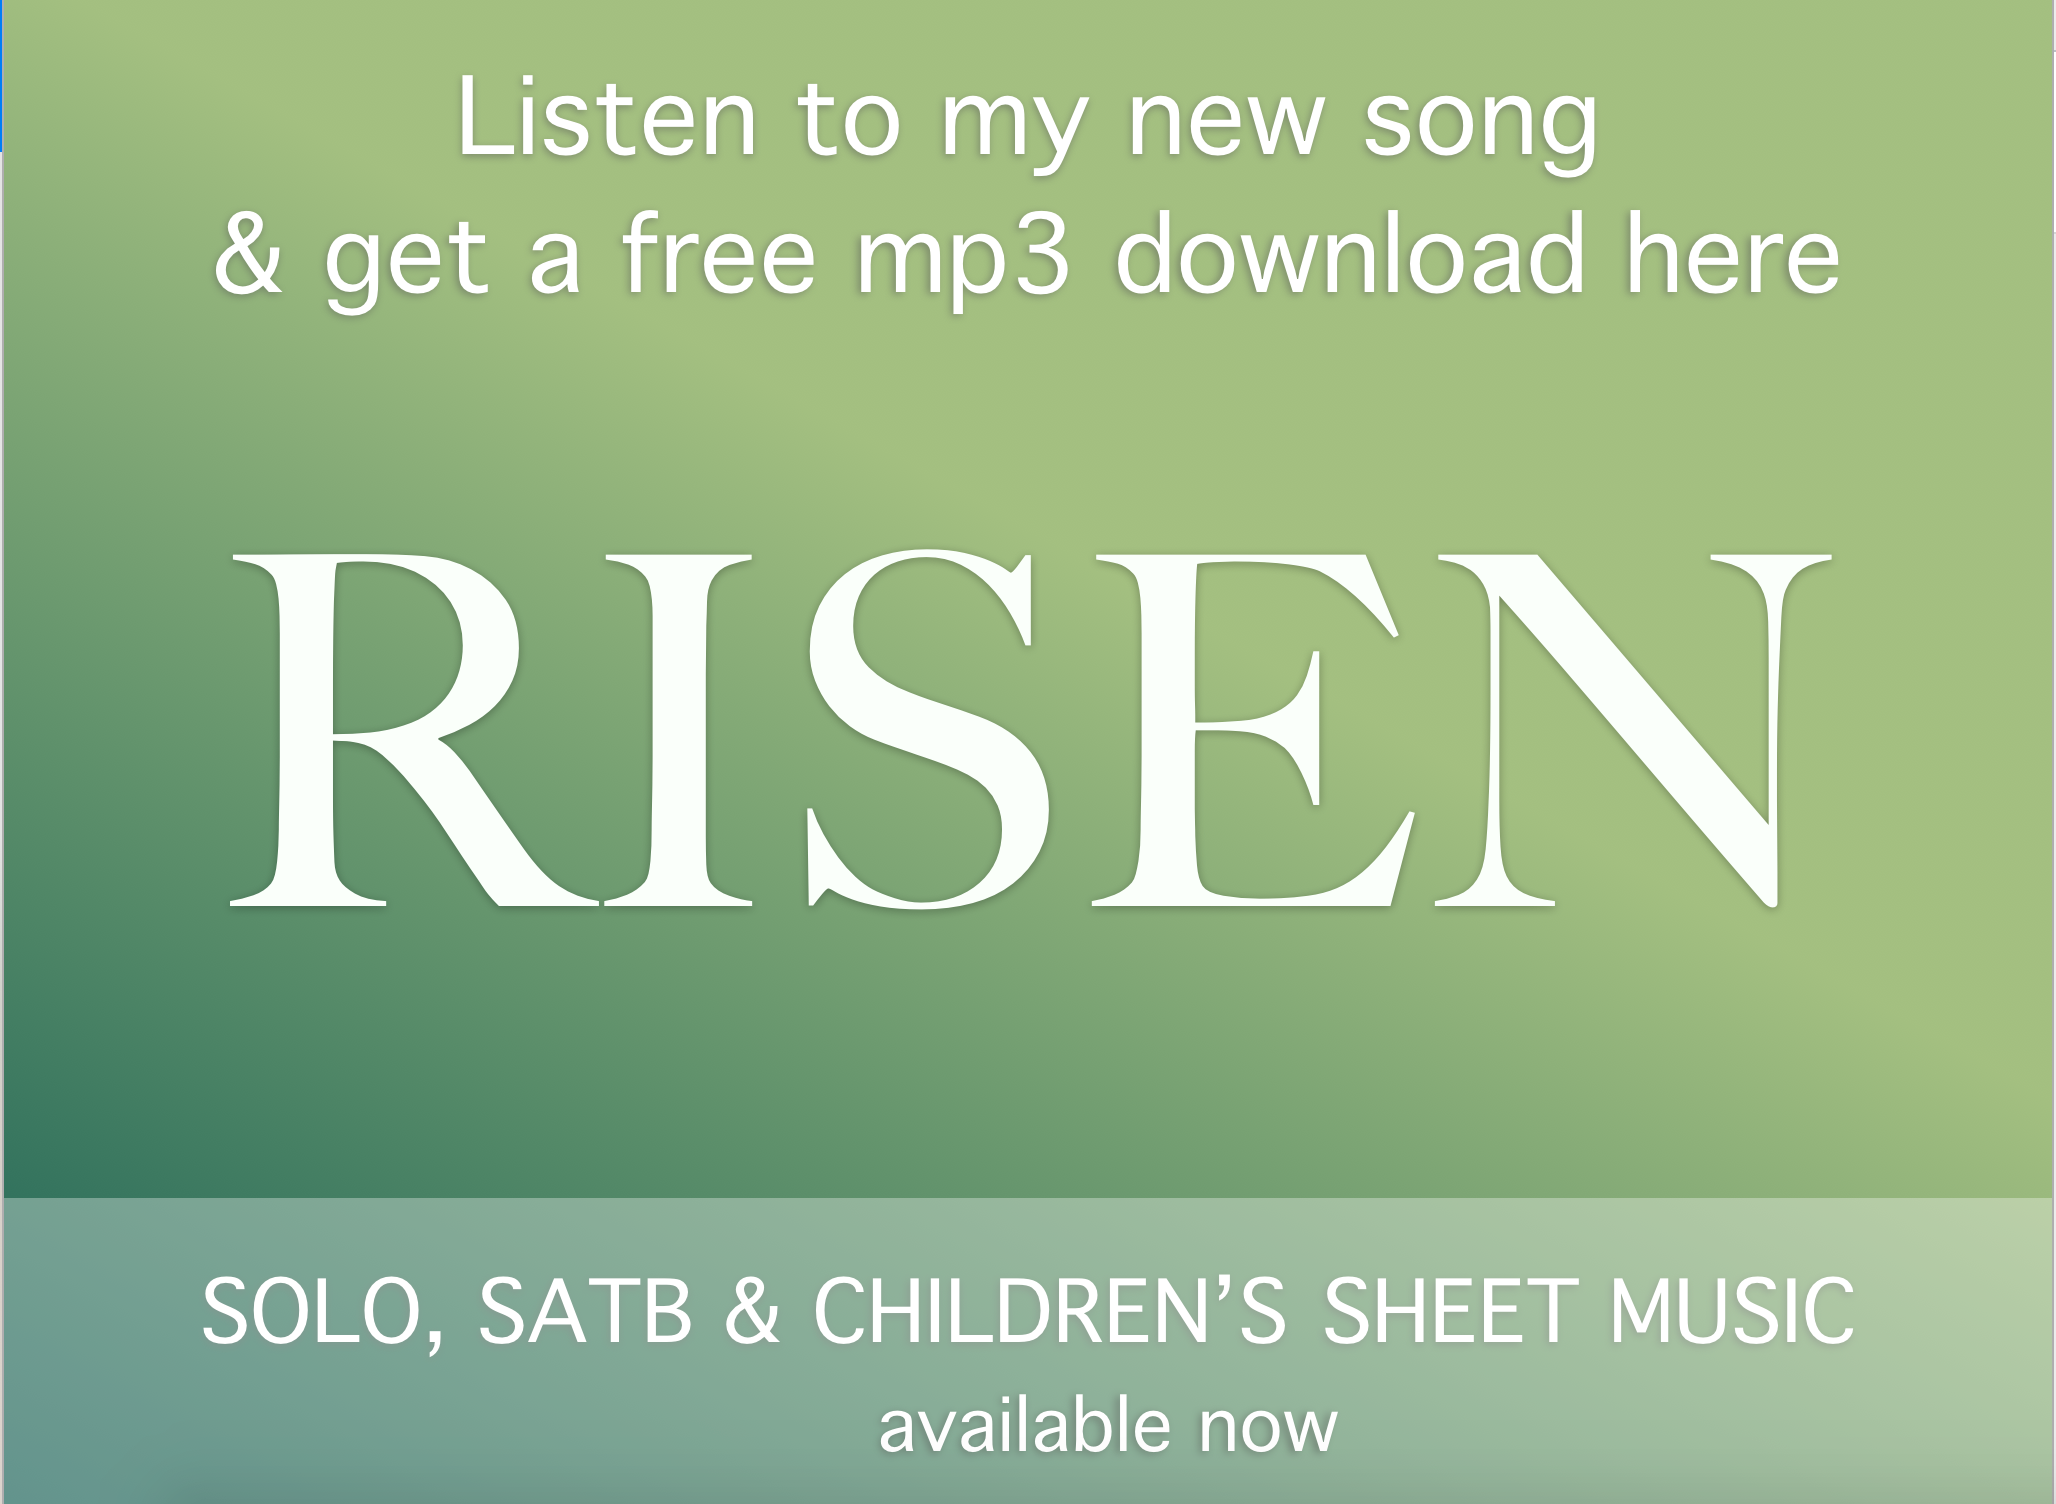 Listen to my new song
& get a free mp3 download here
RISEN
SOLO, SATB & CHILDREN’S SHEET MUSIC
available now